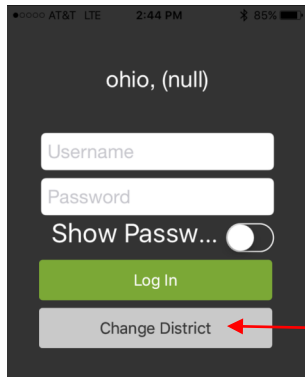 AT&T LTE 2:44 PM 85%
ohio, (null)
Username
Password
Show Passw...
Log In
Change District